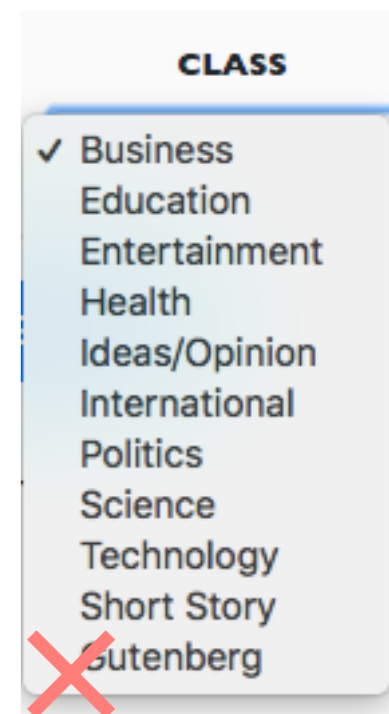 CLASS
✓ Business
Education
Entertainment
Health
Ideas/Opinion
International
Politics
Science
Technology
Short Story
Gutenberg